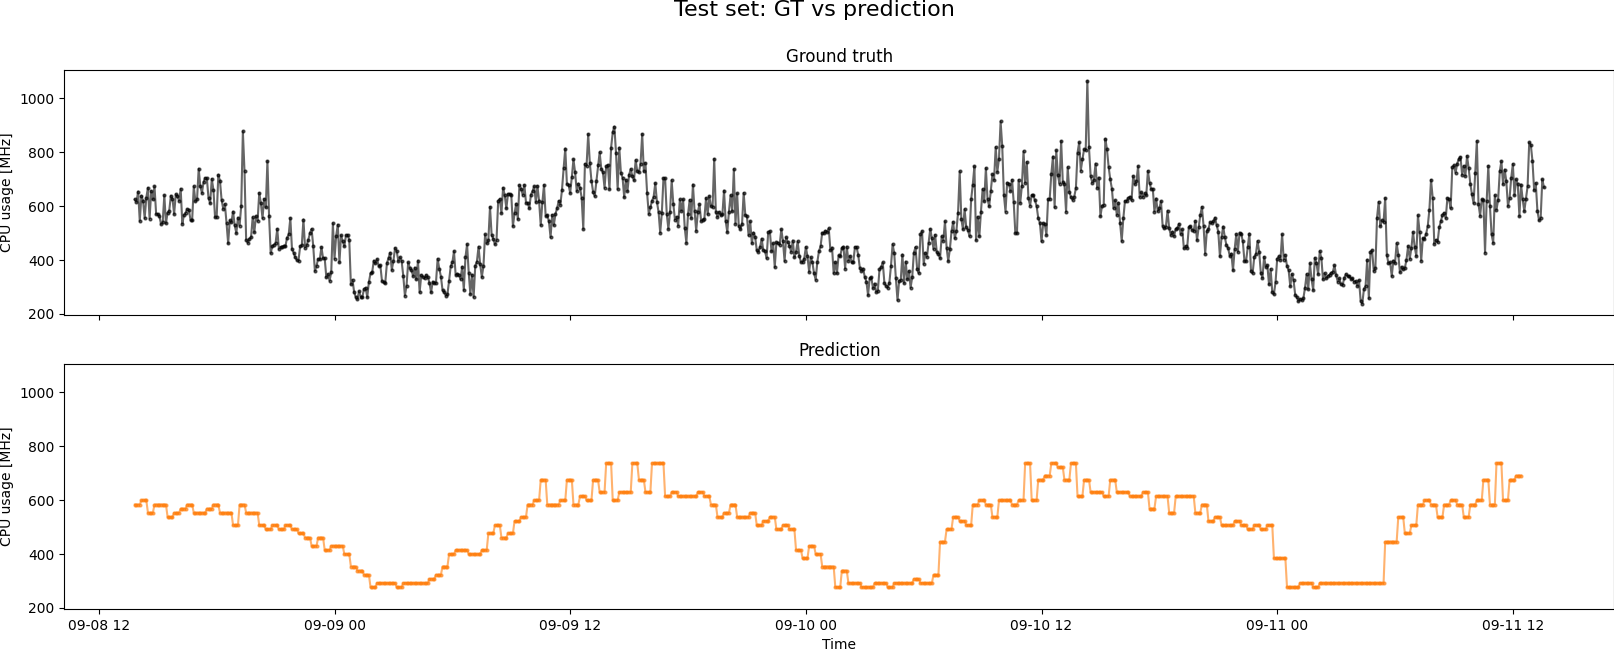 Test set: GT vs prediction
Ground truth
CPU usage [MHz]
1000
800
600
400
200
Prediction
CPU usage [MHz]
1000
800
600
400
200
09-08 12 09-09 00 09-09 12 09-10 00 09-10 12 09-11 00 09-11 12
Time